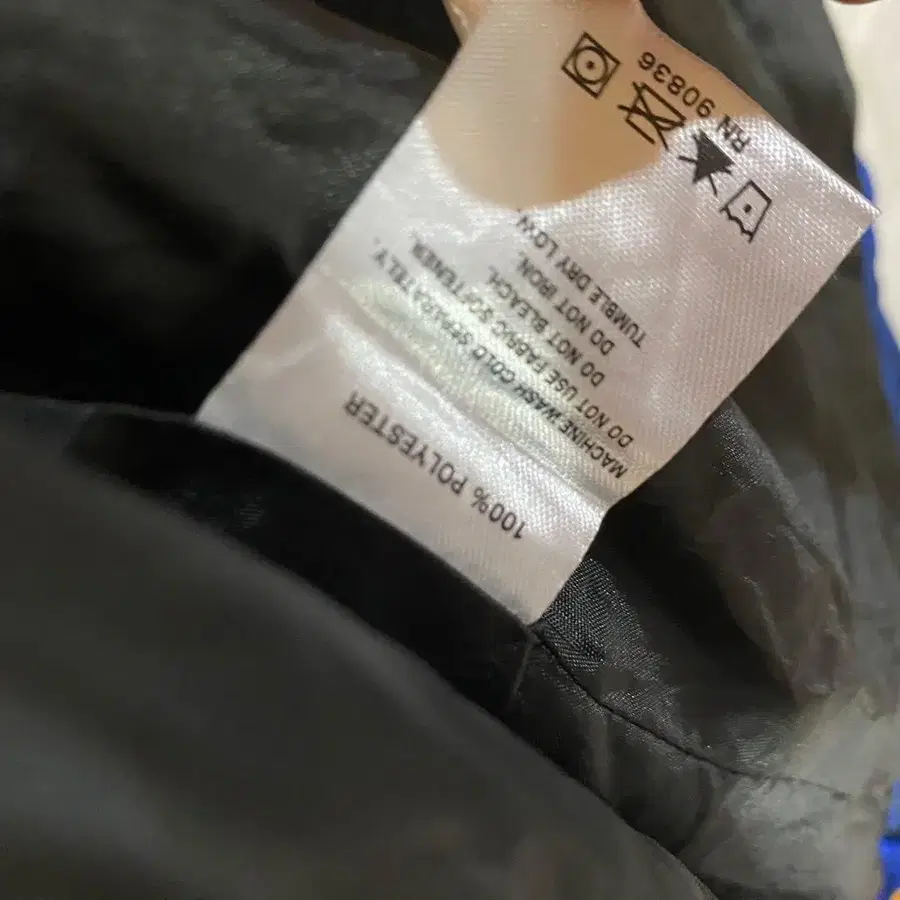 100% POLYESTER
MACHINE WASH COLD SEPARATELY.
DO NOT USE FABRIC SOFTENER.
DO NOT BLEACH.
DO NOT IRON.
TUMBLE DRY LOW.
RN 90836